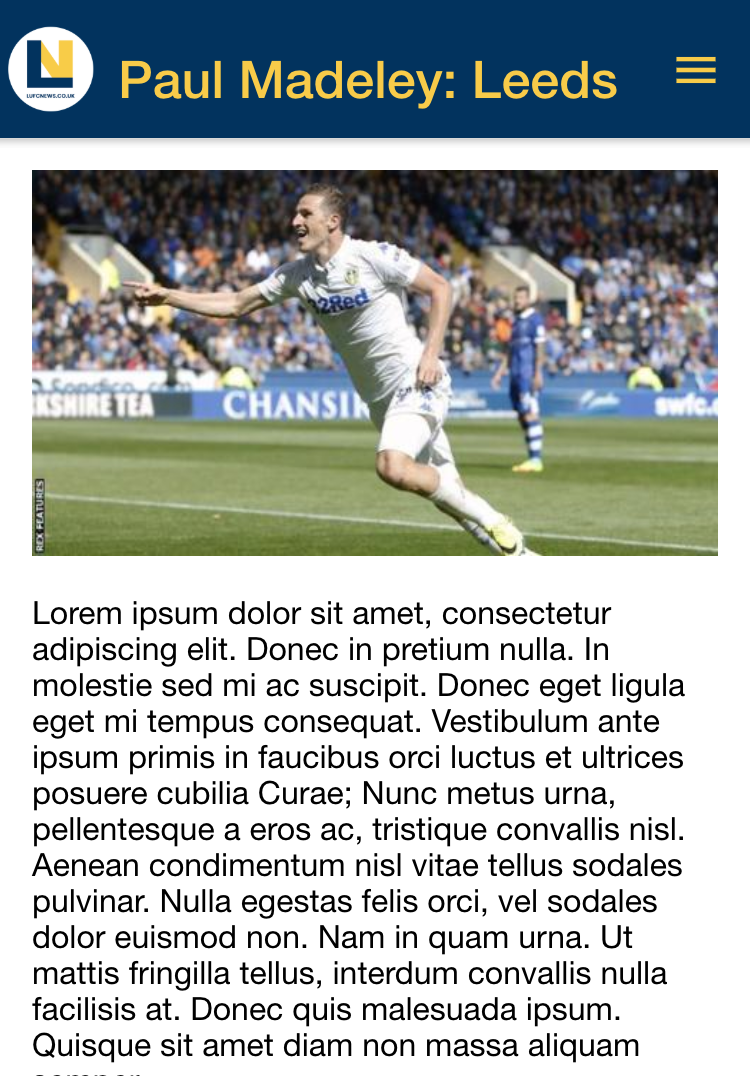 LUFCNEWS.CO.UK
Paul Madeley: Leeds
32Red
KSHIRE TEA
CHANSIR
swfc.c
REX FEATURES
Lorem ipsum dolor sit amet, consectetur
adipiscing elit. Donec in pretium nulla. In
molestie sed mi ac suscipit. Donec eget ligula
eget mi tempus consequat. Vestibulum ante
ipsum primis in faucibus orci luctus et ultrices
posuere cubilia Curae; Nunc metus urna,
pellentesque a eros ac, tristique convallis nisl.
Aenean condimentum nisl vitae tellus sodales
pulvinar. Nulla egestas felis orci, vel sodales
dolor euismod non. Nam in quam urna. Ut
mattis fringilla tellus, interdum convallis nulla
facilisis at. Donec quis malesuada ipsum.
Quisque sit amet diam non massa aliquam